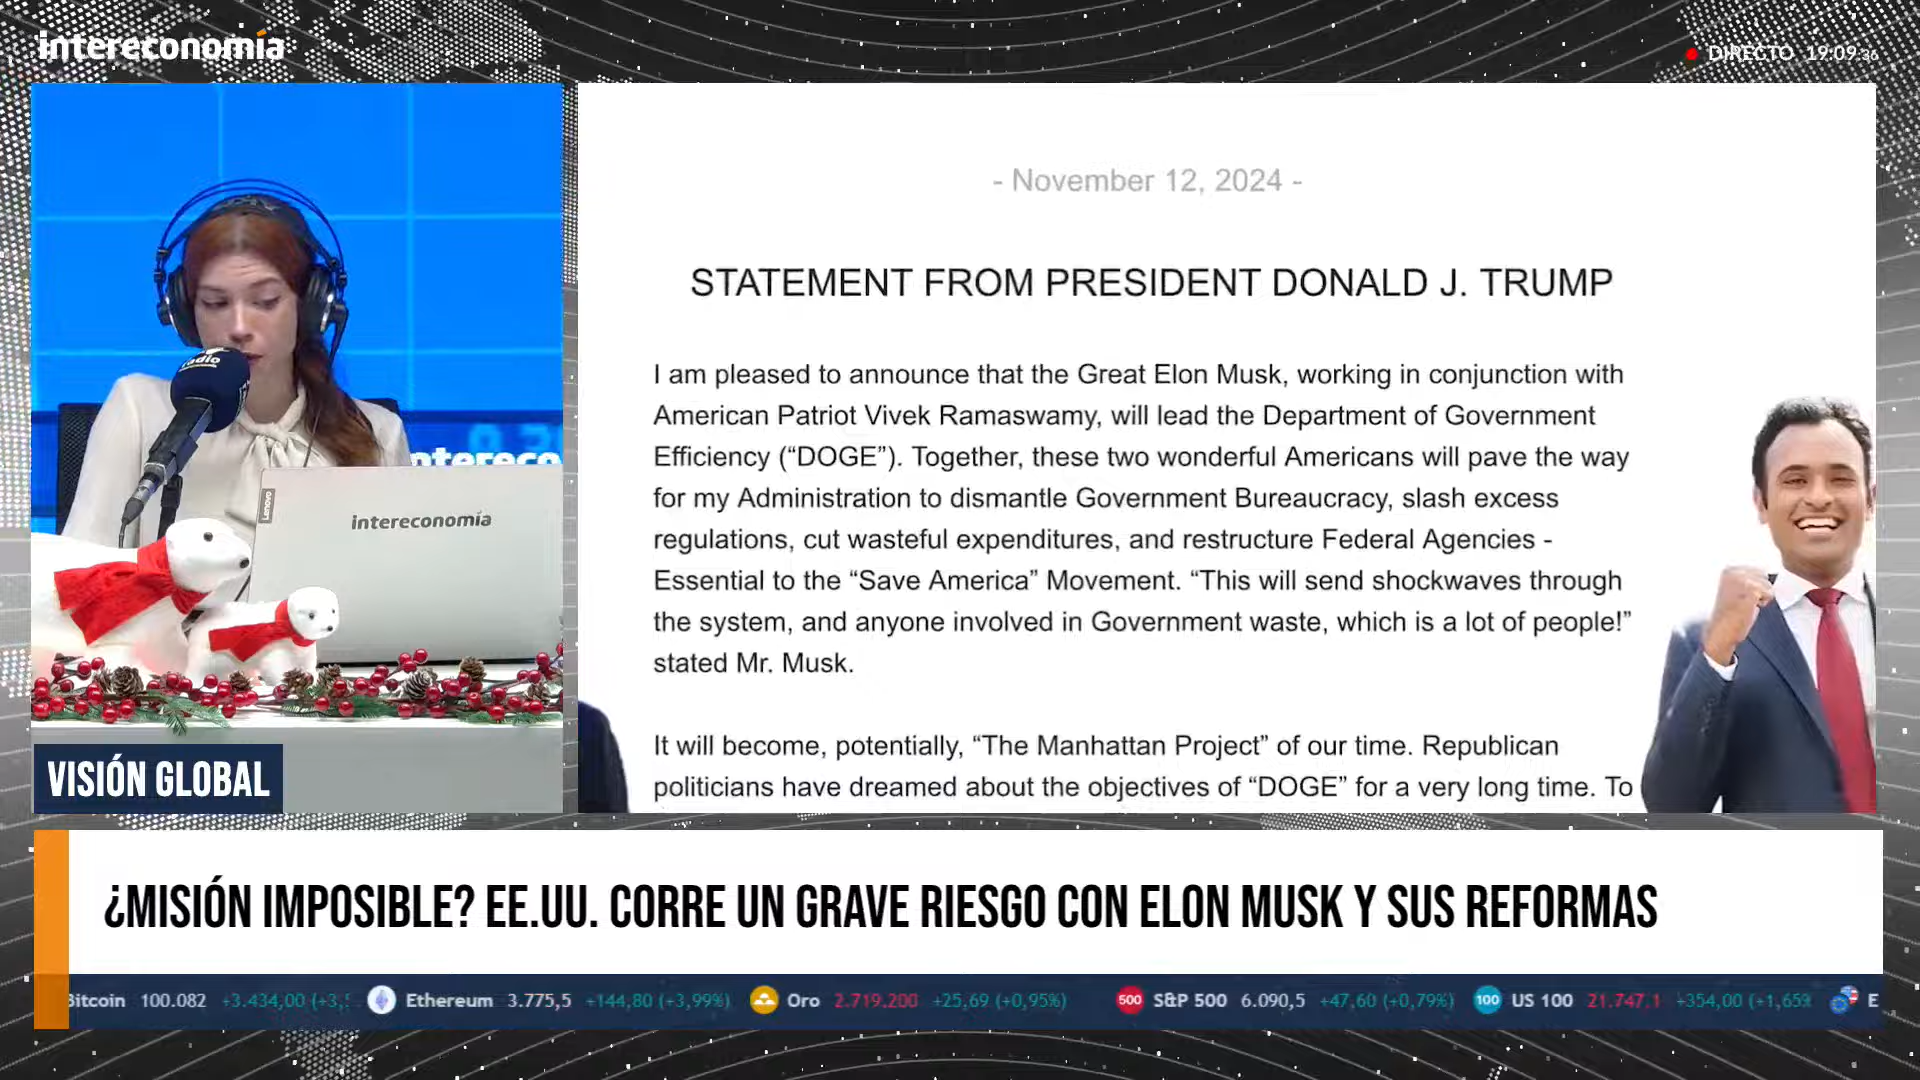 intereconomía
DIRECTO 19:09:36
- November 12, 2024 -
STATEMENT FROM PRESIDENT DONALD J. TRUMP
I am pleased to announce that the Great Elon Musk, working in conjunction with
American Patriot Vivek Ramaswamy, will lead the Department of Government
Efficiency (“DOGE”). Together, these two wonderful Americans will pave the way
for my Administration to dismantle Government Bureaucracy, slash excess
regulations, cut wasteful expenditures, and restructure Federal Agencies -
Essential to the “Save America” Movement. “This will send shockwaves through
the system, and anyone involved in Government waste, which is a lot of people!”
stated Mr. Musk.
It will become, potentially, “The Manhattan Project” of our time. Republican
politicians have dreamed about the objectives of “DOGE” for a very long time. To
radio
Lenovo
intereconomía
VISIÓN GLOBAL
¿MISIÓN IMPOSIBLE? EE.UU. CORRE UN GRAVE RIESGO CON ELON MUSK Y SUS REFORMAS
Bitcoin 100.082 +3.434,00 Ethereum 3.775,5 +144,80 (+3,99%) Oro 2.719.200 +25,69 (+0,95%) 500 S&P 500 6.090,5 +47,60 (+0,79%) 100 US 100 21.747,1 +354,00 (+1,65% E